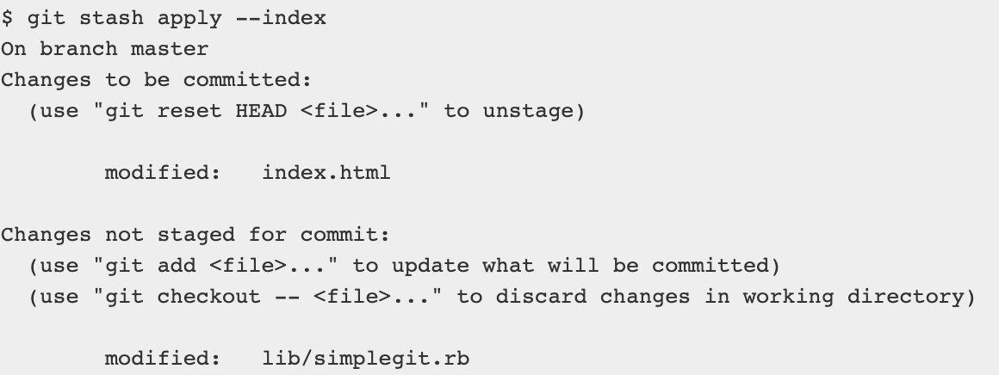 $ git stash apply --index
On branch master
Changes to be committed:
  (use "git reset HEAD <file>..." to unstage)

        modified:   index.html

Changes not staged for commit:
  (use "git add <file>..." to update what will be committed)
  (use "git checkout -- <file>..." to discard changes in working directory)

        modified:   lib/simplegit.rb